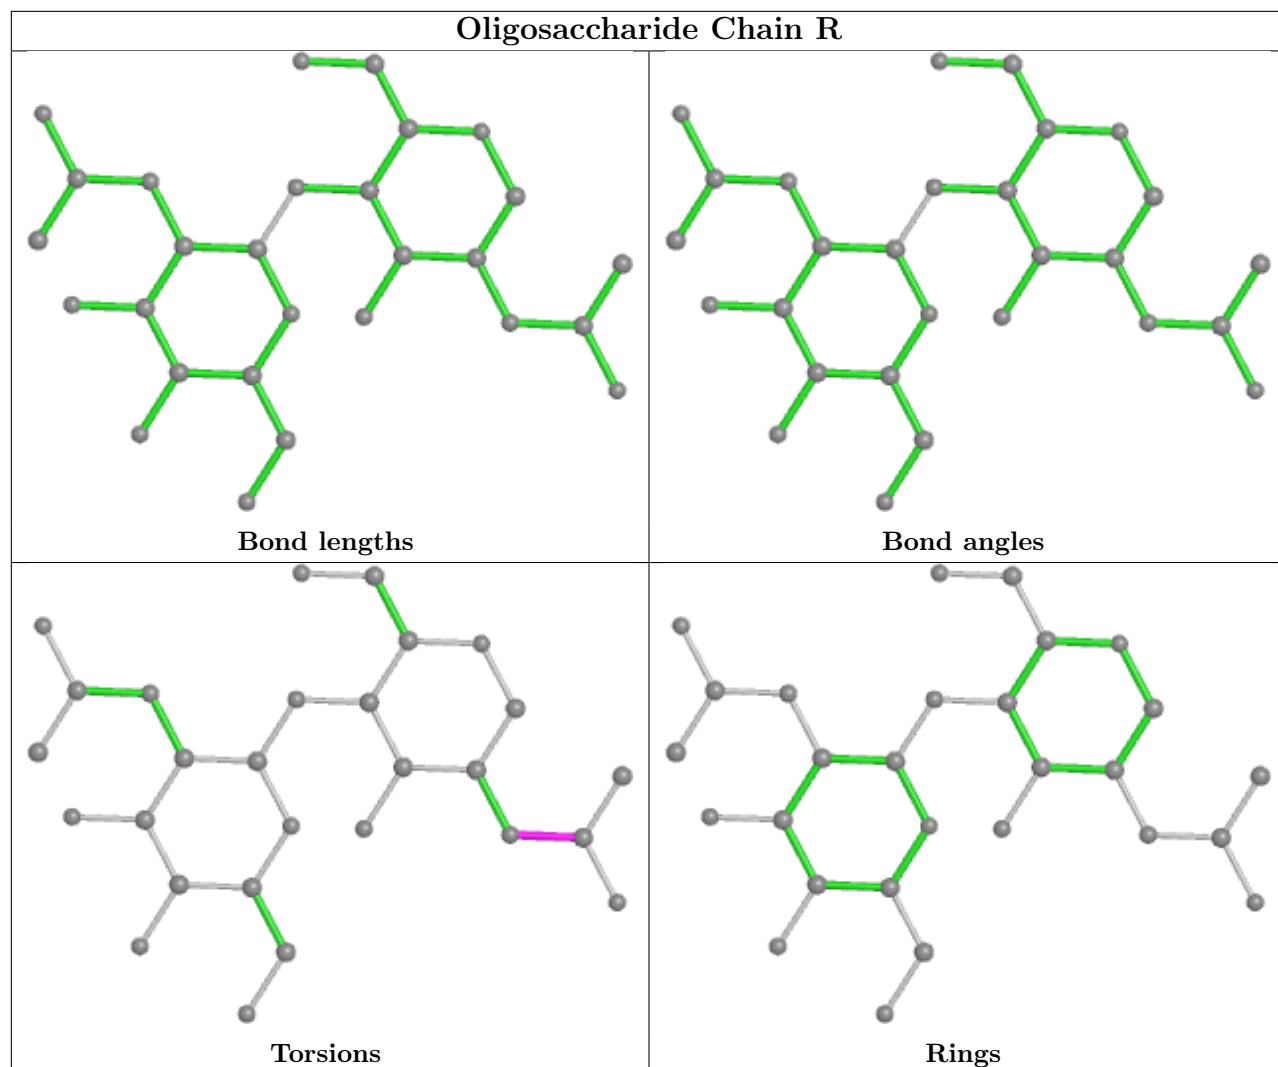 Oligosaccharide Chain R
Bond lengths
Bond angles
Torsions
Rings